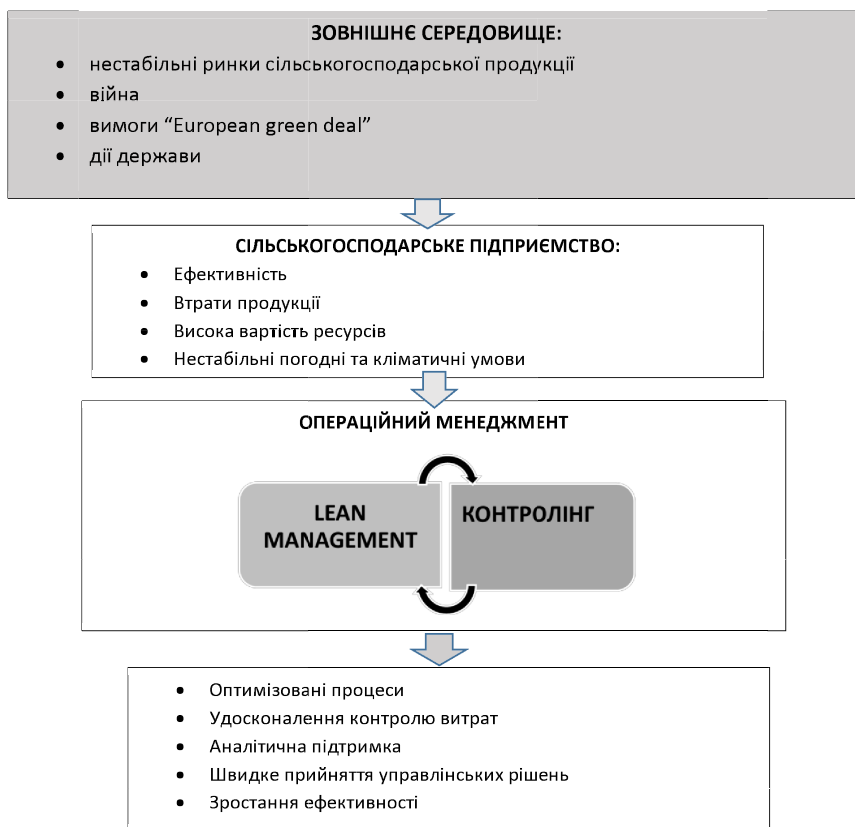 ЗОВНІШНЄ СЕРЕДОВИЩЕ:
• нестабільні ринки сільськогосподарської продукції
• війна
• вимоги “European green deal”
• дії держави
СІЛЬСЬКОГОСПОДАРСЬКЕ ПІДПРИЄМСТВО:
• Ефективність
• Втрати продукції
• Висока вартість ресурсів
• Нестабільні погодні та кліматичні умови
ОПЕРАЦІЙНИЙ МЕНЕДЖМЕНТ
LEAN
MANAGEMENT
КОНТРОЛІНГ
• Оптимізовані процеси
• Удосконалення контролю витрат
• Аналітична підтримка
• Швидке прийняття управлінських рішень
• Зростання ефективності